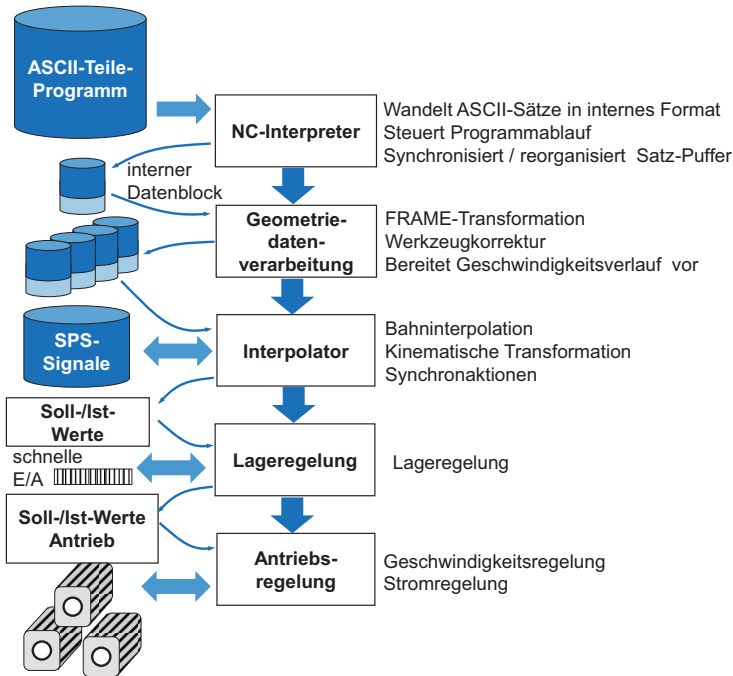 ASCII-Teile-
Programm
NC-Interpreter
Wandelt ASCII-Sätze in internes Format
Steuert Programmablauf
Synchronisiert / reorganisiert Satz-Puffer
interner
Datenblock
Geometrie-
daten-
verarbeitung
FRAME-Transformation
Werkzeugkorrektur
Bereitet Geschwindigkeitsverlauf vor
SPS-
Signale
Interpolator
Bahninterpolation
Kinematische Transformation
Synchronaktionen
Soll-/Ist-
Werte
schnelle
E/A
Lageregelung
Lageregelung
Soll-/Ist-Werte
Antrieb
Antriebs-
regelung
Geschwindigkeitsregelung
Stromregelung